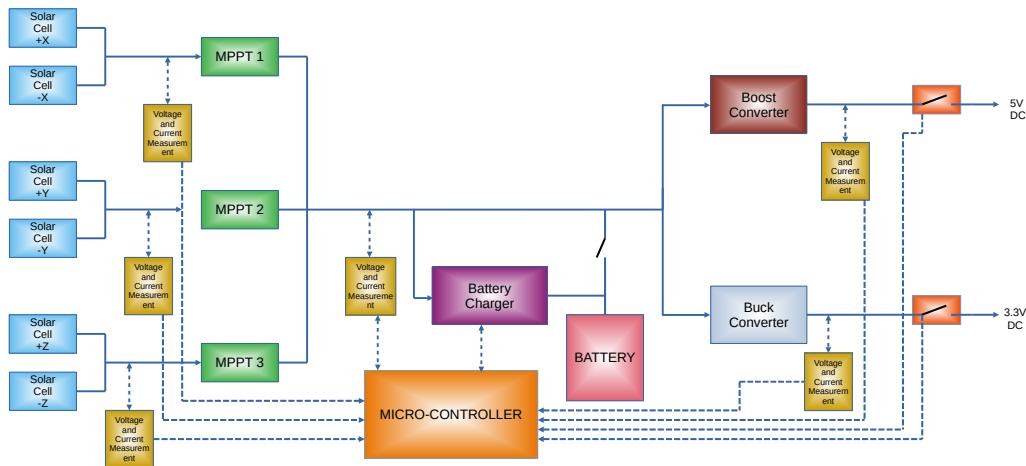 Solar
Cell
+X
Solar
Cell
-X
MPPT 1
Voltage
and
Current
Measurem
ent
Solar
Cell
+Y
Solar
Cell
-Y
MPPT 2
Voltage
and
Current
Measurem
ent
Solar
Cell
+Z
Solar
Cell
-Z
MPPT 3
Voltage
and
Current
Measurem
ent
Voltage
and
Current
Measureme
nt
Battery
Charger
BATTERY
MICRO-CONTROLLER
Boost
Converter
Voltage
and
Current
Measurem
ent
5V
DC
Buck
Converter
Voltage
and
Current
Measurem
ent
3.3V
DC